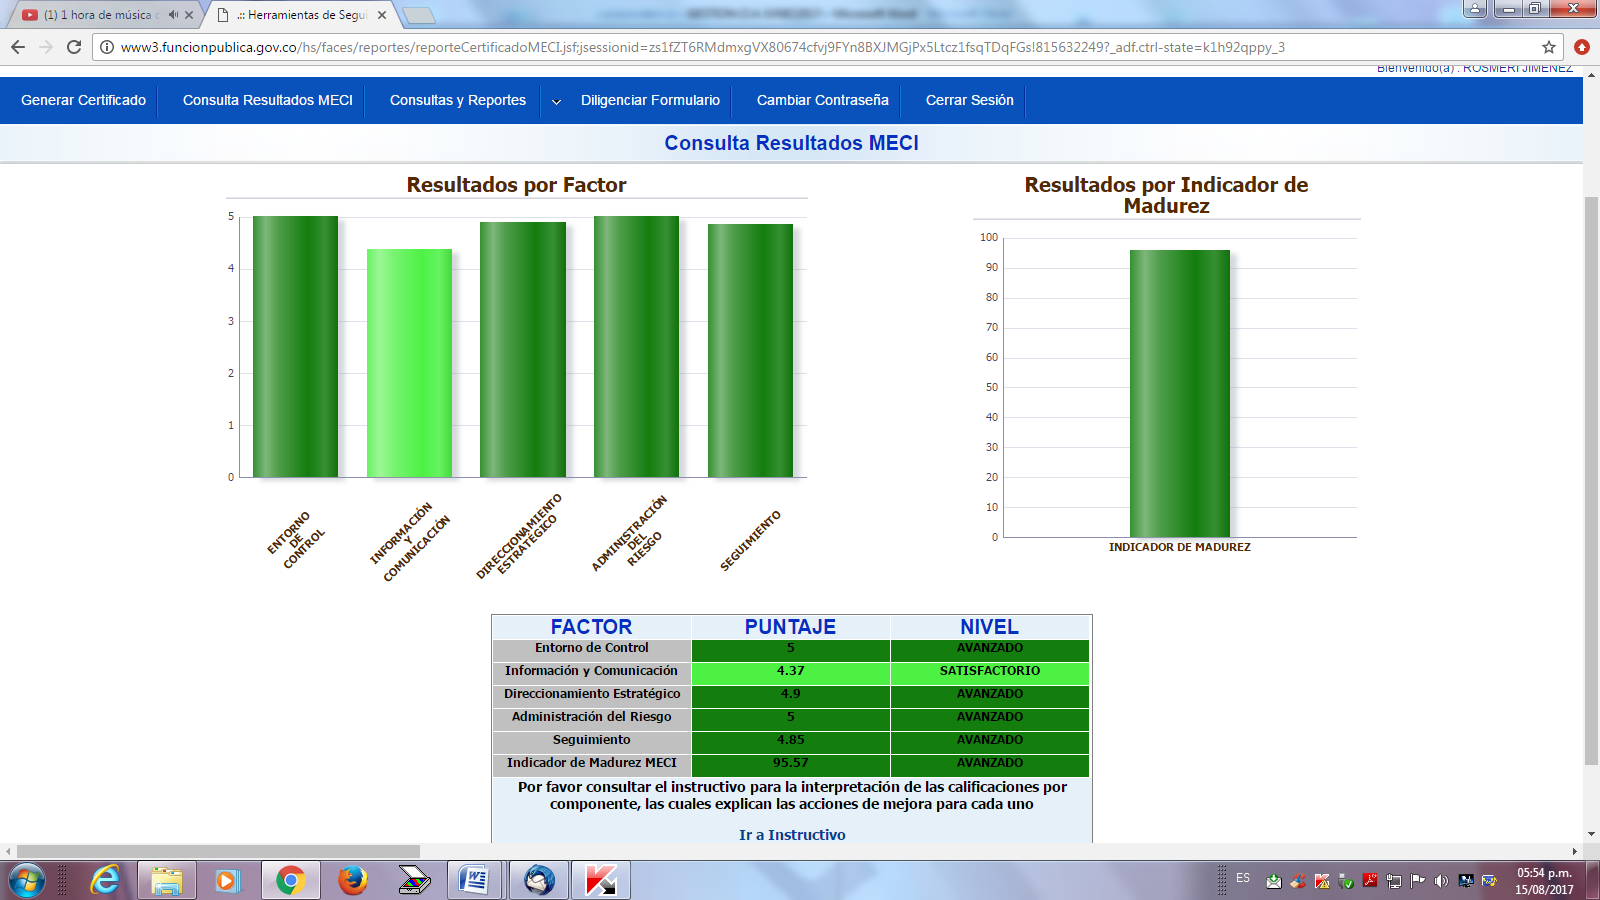 (1) 1 hora de música
.:: Herramientas de Segui
www3.funcionpublica.gov.co/hs/faces/reportes/reporteCertificadoMECI.jsf;jsessionid=zs1fZT6RMdmxgVX80674cfvj9FYn8BXJMGjPx5Ltcz1fsqTDqFGs!815632249?_adf.ctrl-state=k1h92qppy_3
Bienvenido(a) : ROSMERI JIMENEZ
Generar Certificado Consulta Resultados MECI Consultas y Reportes Diligenciar Formulario Cambiar Contraseña Cerrar Sesión
Consulta Resultados MECI
Resultados por Factor
5
4
3
2
1
0
ENTORNO
DE
CONTROL
INFORMACIÓN
Y
COMUNICACIÓN
DIRECCIONAMIENTO
ESTRATÉGICO
ADMINISTRACIÓN
DEL
RIESGO
SEGUIMIENTO
Resultados por Indicador de
Madurez
100
90
80
70
60
50
40
30
20
10
0
INDICADOR DE MADUREZ
FACTOR PUNTAJE NIVEL
Entorno de Control 5 AVANZADO
Información y Comunicación 4.37 SATISFACTORIO
Direccionamiento Estratégico 4.9 AVANZADO
Administración del Riesgo 5 AVANZADO
Seguimiento 4.85 AVANZADO
Indicador de Madurez MECI 95.57 AVANZADO
Por favor consultar el instructivo para la interpretación de las calificaciones por
componente, las cuales explican las acciones de mejora para cada uno
Ir a Instructivo
ES
05:54 p.m.
15/08/2017